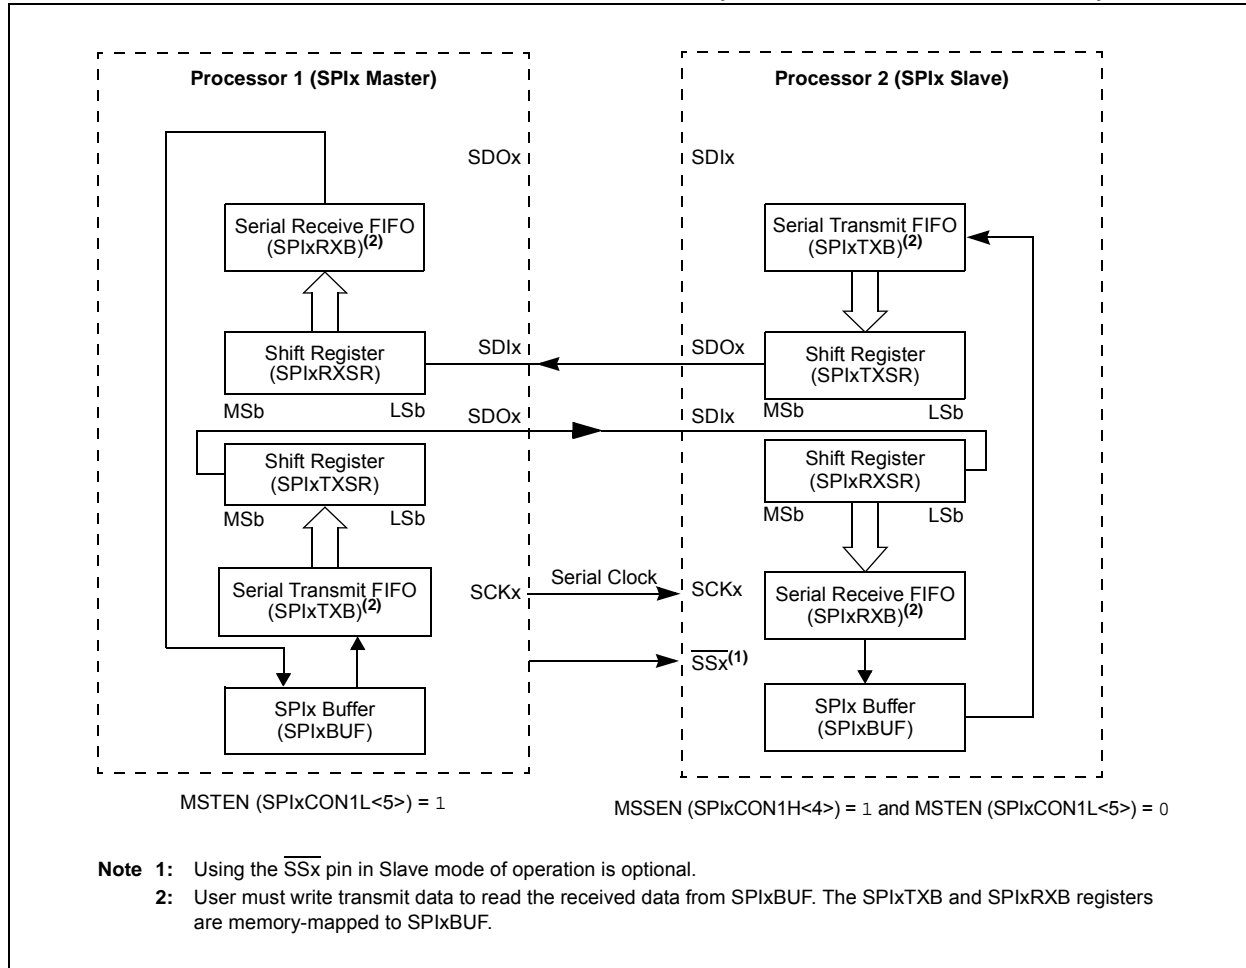 Processor 1 (SPIx Master)
Processor 2 (SPIx Slave)
SDOx
SDIx
Serial Receive FIFO
(SPIxRXB)(2)
Serial Transmit FIFO
(SPIxTXB)(2)
Shift Register
(SPIxRXSR)
SDIx
SDOx
Shift Register
(SPIxTXSR)
MSb
LSb
MSb
LSb
SDOx
SDIx
Shift Register
(SPIxTXSR)
Shift Register
(SPIxRXSR)
MSb
LSb
MSb
LSb
Serial Transmit FIFO
(SPIxTXB)(2)
SCKx
Serial Clock
SCKx
Serial Receive FIFO
(SPIxRXB)(2)
SSx(1)
SPIx Buffer
(SPIxBUF)
SPIx Buffer
(SPIxBUF)
MSTEN (SPIxCON1L<5>) = 1
MSSEN (SPIxCON1H<4>) = 1 and MSTEN (SPIxCON1L<5>) = 0
Note 1: Using the SSx pin in Slave mode of operation is optional.
2: User must write transmit data to read the received data from SPIxBUF. The SPIxTXB and SPIxRXB registers
are memory-mapped to SPIxBUF.